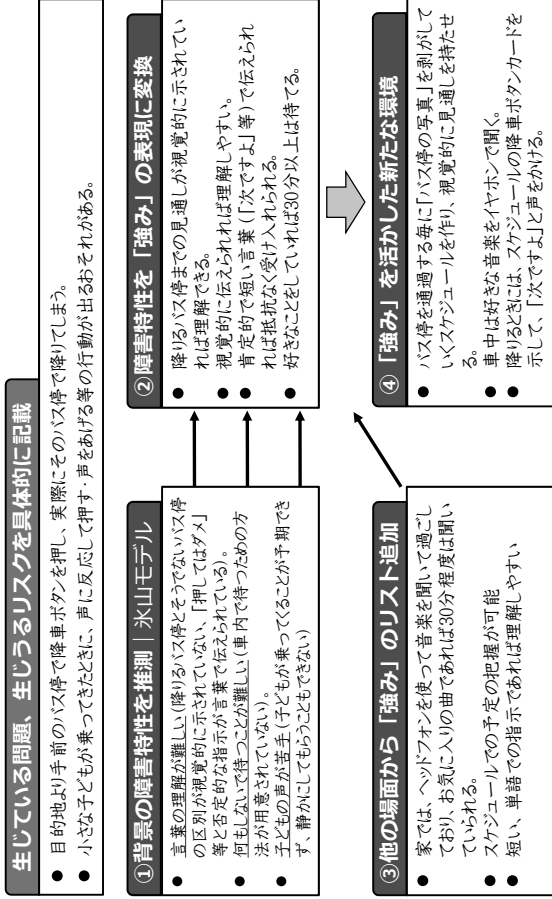 生じている問題、生じうるリスクを具体的に記載
● 目的地より手前のバス停で降車ボタンを押し、実際にそのバス停で降りてしまう。
● 小さな子どもが乗ってきたときに、声に反応して押す・声をあげる等の行動が出るおそれがある。
①背景の障害特性を推測｜氷山モデル
● 言葉の理解が難しい(降りるバス停とそうでないバス停
の区別が視覚的に示されていない、「押してはダメ」
等と否定的な指示が言葉で伝えられている)。
● 何もしないで待つことが難しい(車内で待つための方
法が用意されていない)。
● 子どもの声が苦手(子どもが乗ってくることが予期でき
ず、静かにしてもらうこともできない)
②障害特性を「強み」の表現に変換
● 降りるバス停までの見通しが視覚的に示されてい
れば理解できる。
● 視覚的に伝えられれば理解しやすい。
● 肯定的で短い言葉(「次ですよ」等)で伝えられ
れば抵抗なく受け入れられる。
● 好きなことをしていれば30分以上は待てる。
③他の場面から「強み」のリスト追加
● 家では、ヘッドフォンを使って音楽を聞いて過ごし
ており、お気に入りの曲であれば30分程度は聞い
ていられる。
● スケジュールでの予定の把握が可能
● 短い、単語での指示であれば理解しやすい
④「強み」を活かした新たな環境
● バス停を通過する毎に「バス停の写真」を剥がして
いくスケジュールを作り、視覚的に見通しを持たせ
る。
● 車中は好きな音楽をイヤホンで聞く。
● 降りるときには、スケジュールの降車ボタンカードを
示して、「次ですよ」と声をかける。